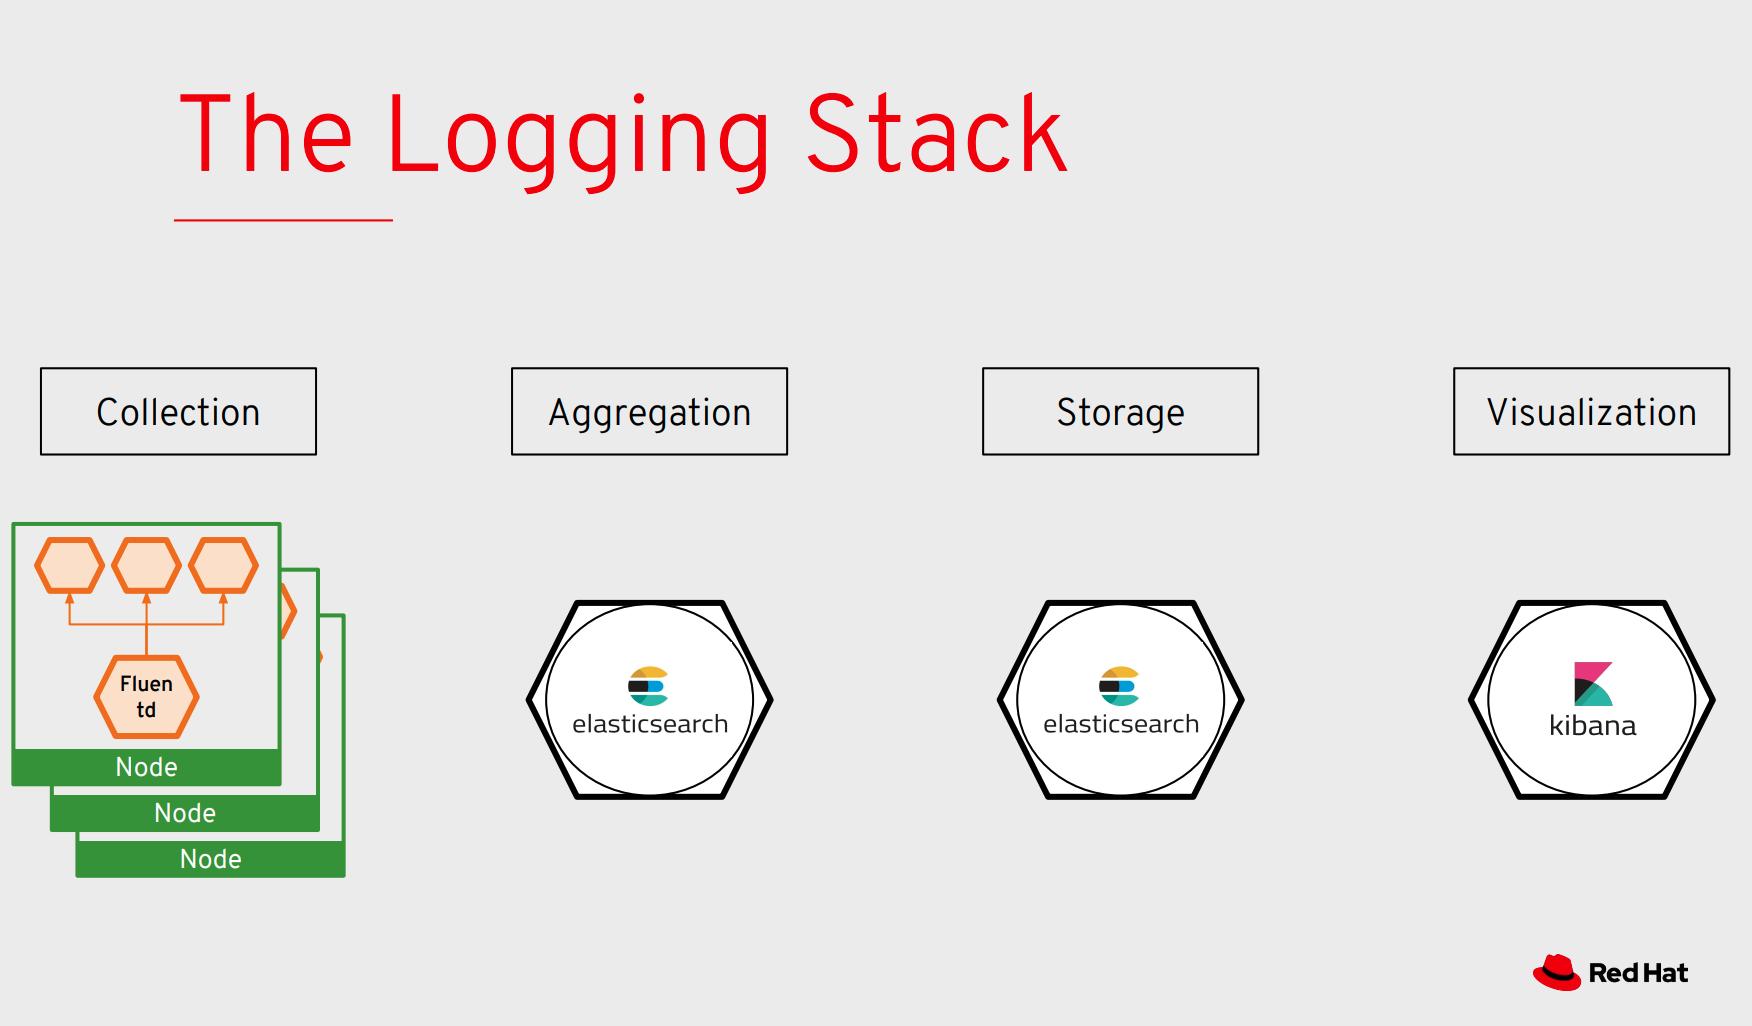 The Logging Stack
Collection
Aggregation
Storage
Visualization
Fluen
td
Node
Node
Node
elasticsearch
elasticsearch
kibana
Red Hat